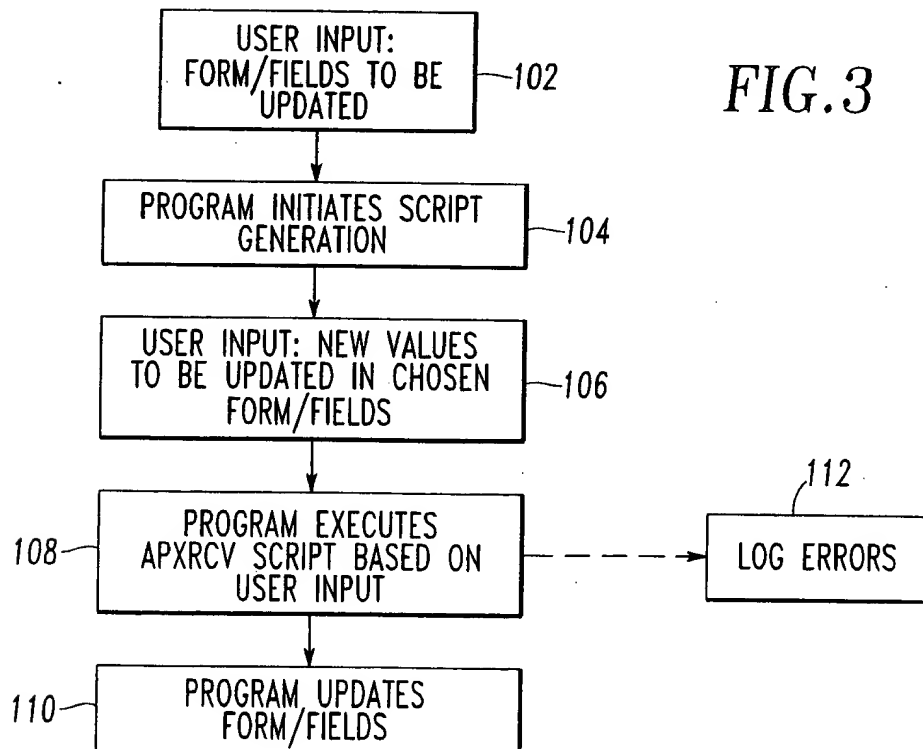 USER INPUT:
FORM/FIELDS TO BE
UPDATED
102
FIG.3
PROGRAM INITIATES SCRIPT
GENERATION
104
USER INPUT: NEW VALUES
TO BE UPDATED IN CHOSEN
FORM/FIELDS
106
108
PROGRAM EXECUTES
APXRCV SCRIPT BASED ON
USER INPUT
112
LOG ERRORS
110
PROGRAM UPDATES
FORM/FIELDS